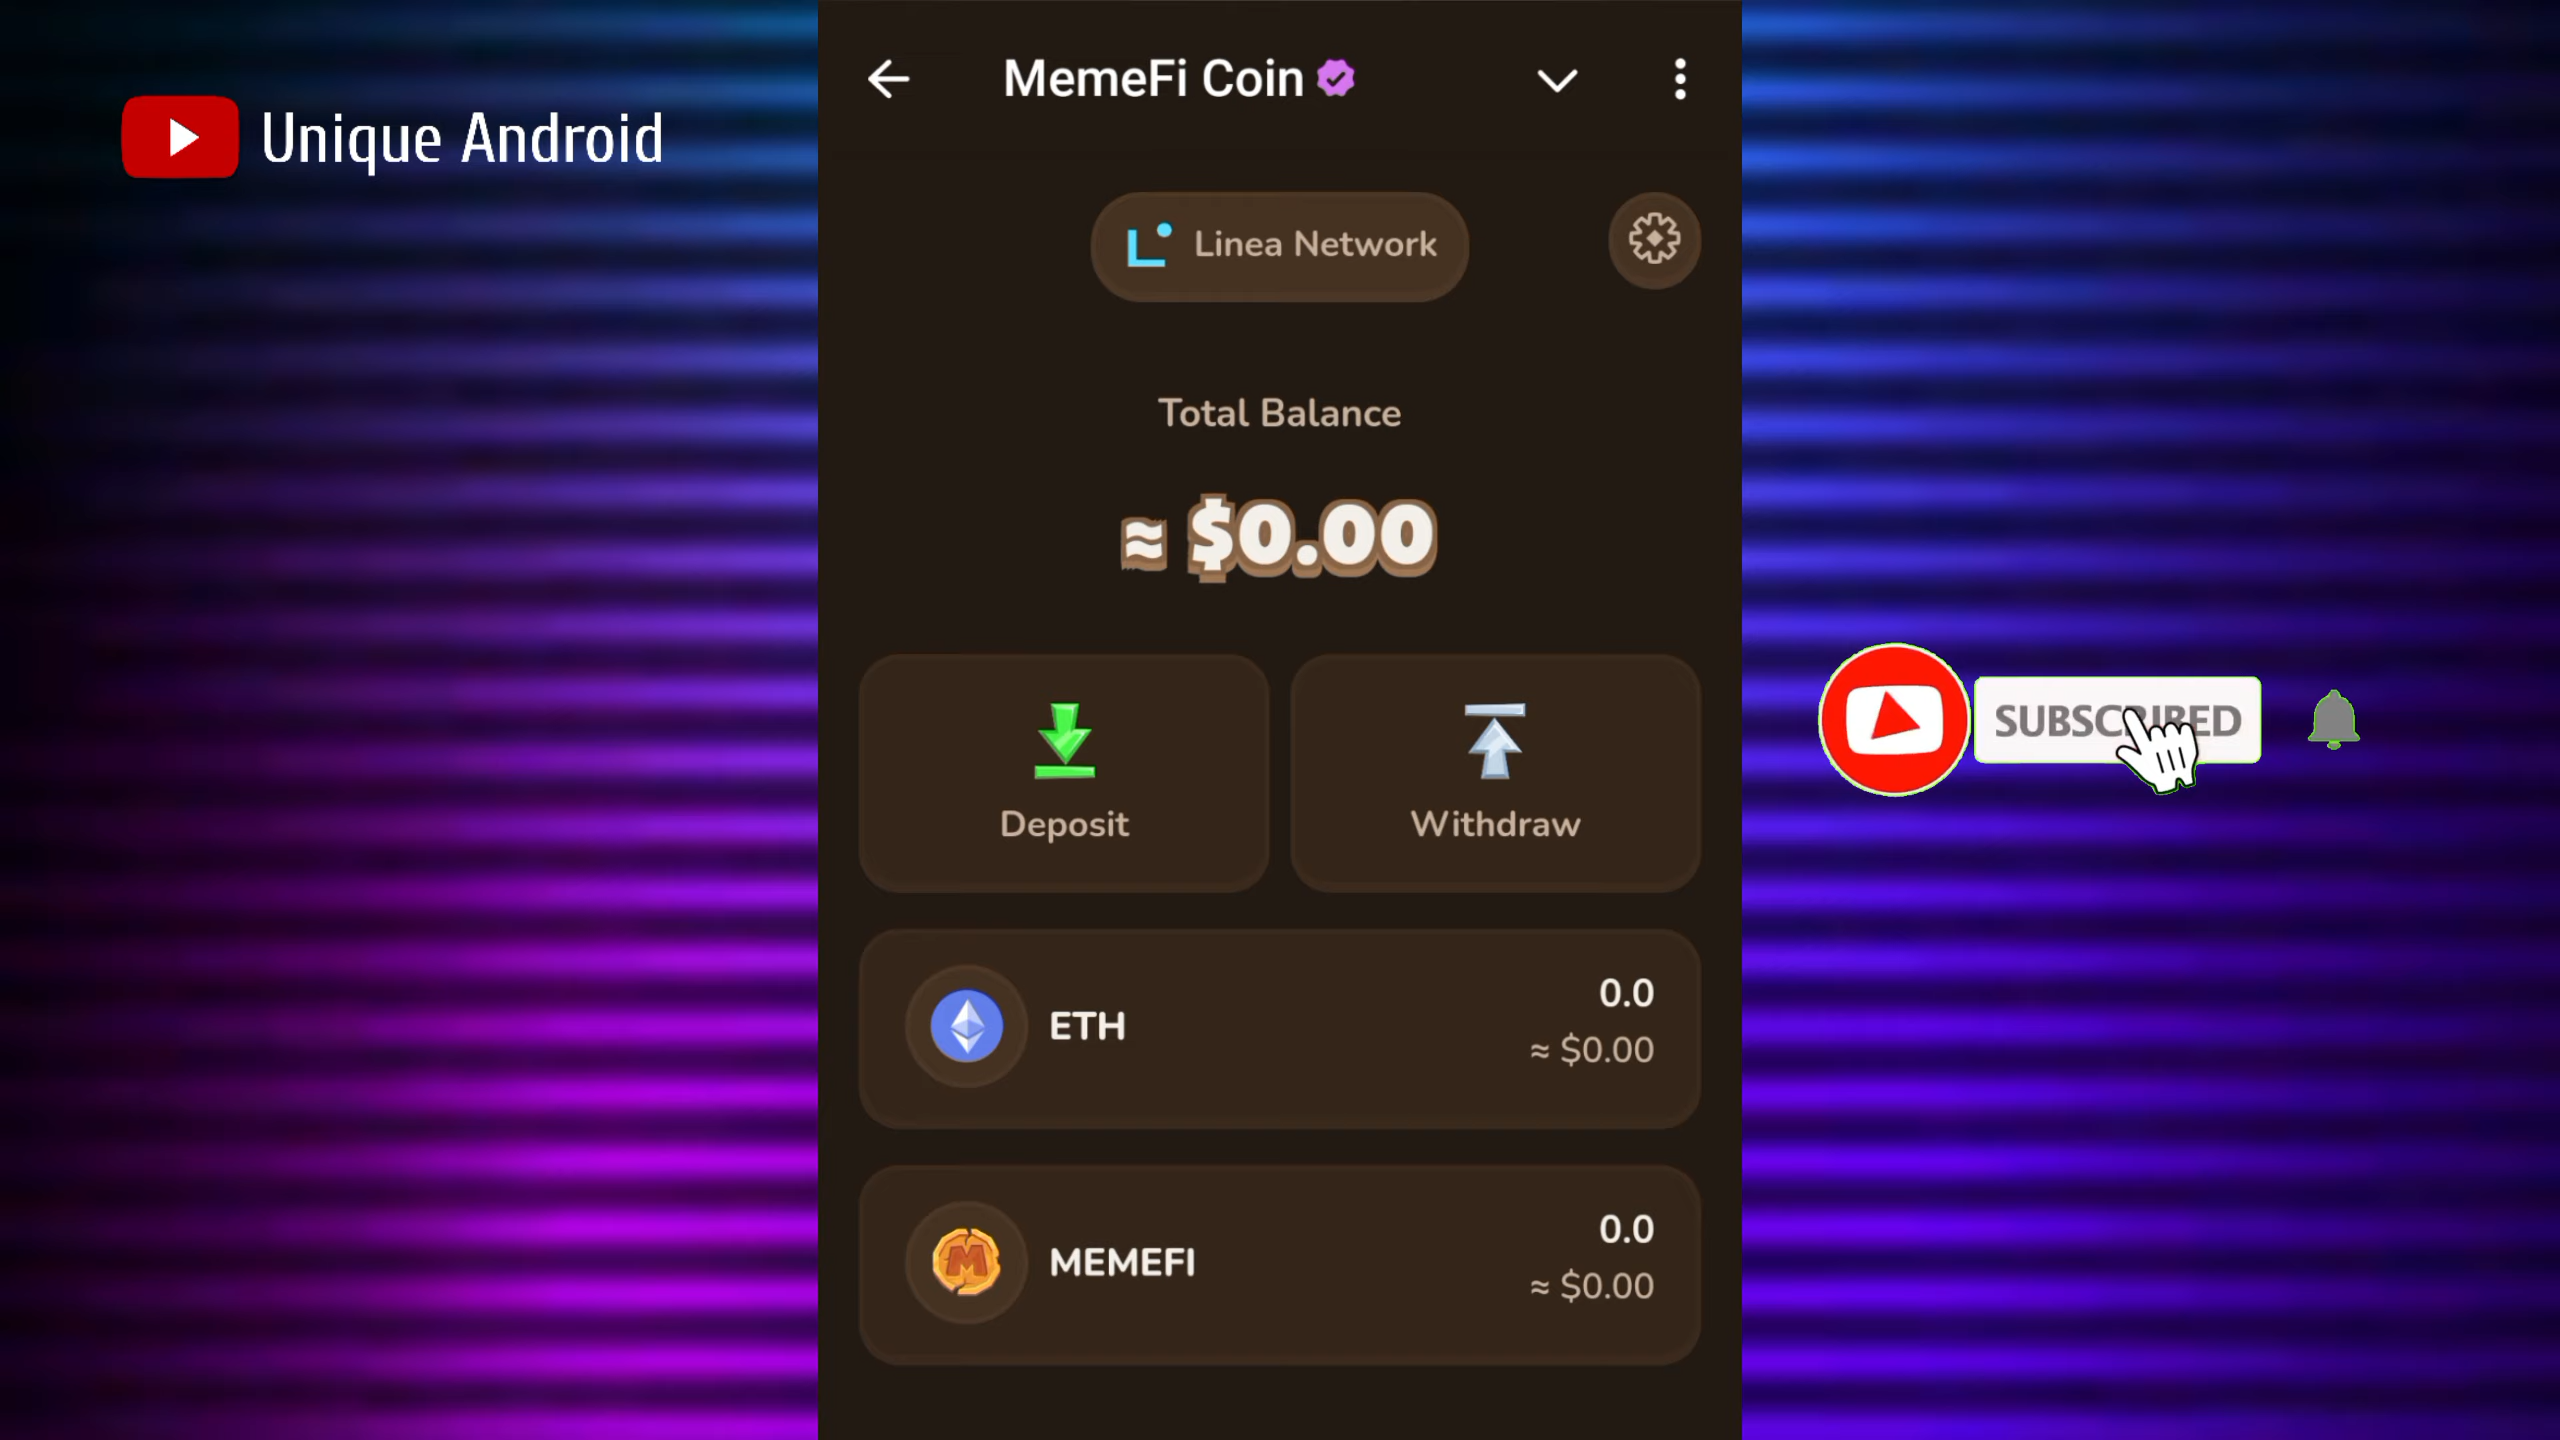 Unique Android
MemeFi Coin
Linea Network
Total Balance
≈ $0.00
Deposit
Withdraw
ETH
0.0
≈ $0.00
MEMEFI
0.0
≈ $0.00
SUBSCRIBED